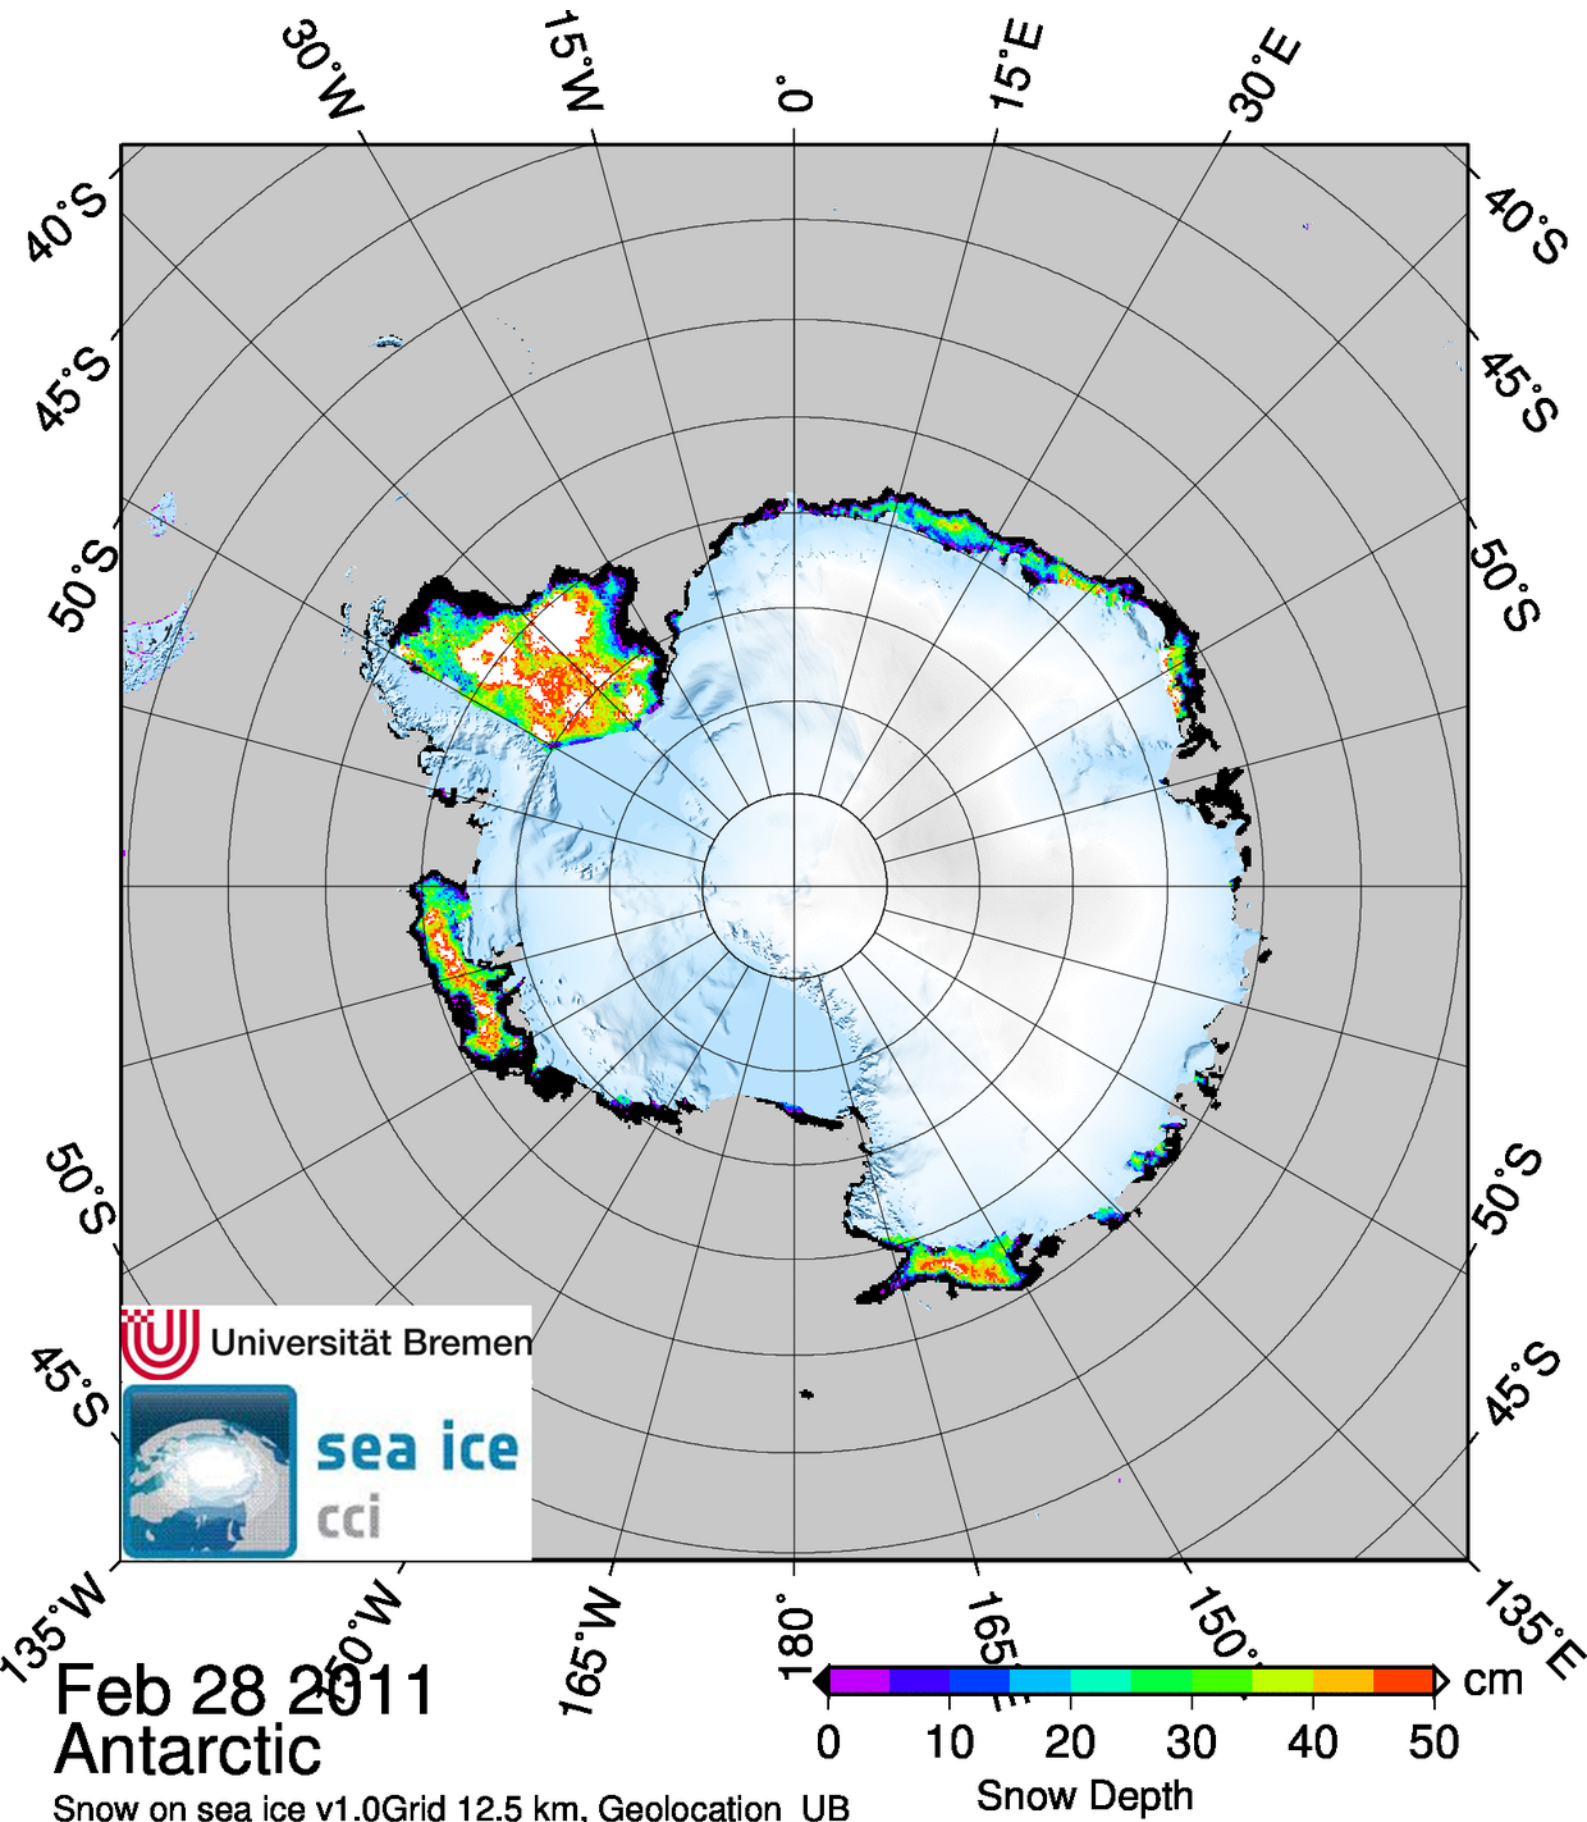 30°W 15°W 0° 15°E 30°E
40°S 40°S
45°S 45°S
50°S 50°S
50°S 50°S
45°S 45°S
Universität Bremen
sea ice
cci
135°W 165°W 180° 165° 150° 135°E
Feb 28 2011
Antarctic
Snow on sea ice v1.0Grid 12.5 km, Geolocation UB
cm
0 10 20 30 40 50
Snow Depth